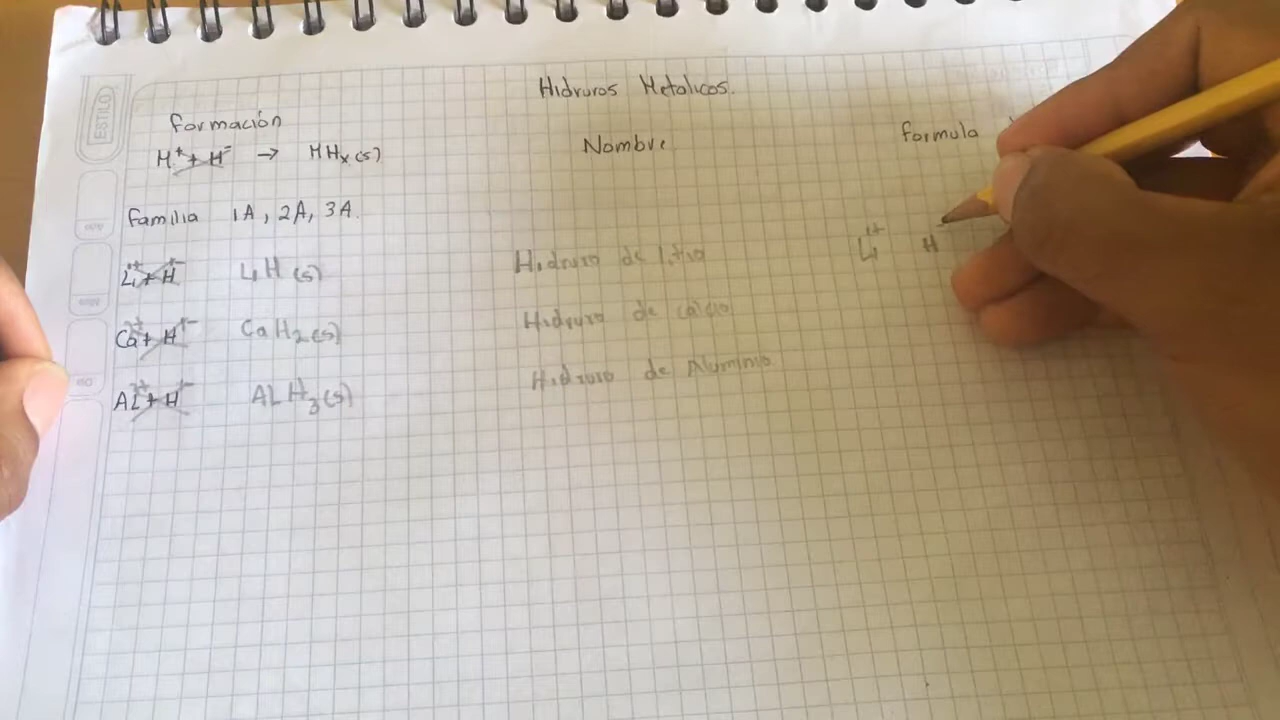 Hidruros Metalicos.
formación
Nombre
formula
M⁺ + H⁻ → MHx(s)
familia 1A, 2A, 3A.
Li¹⁺ + H¹⁻ LiH(s) Hidruro de litio Li¹⁺ H⁻
Ca²⁺ + H¹⁻ CaH₂(s) Hidruro de calcio
AL³⁺ + H¹⁻ ALH₃(s) Hidruro de Aluminio.
ESTILO